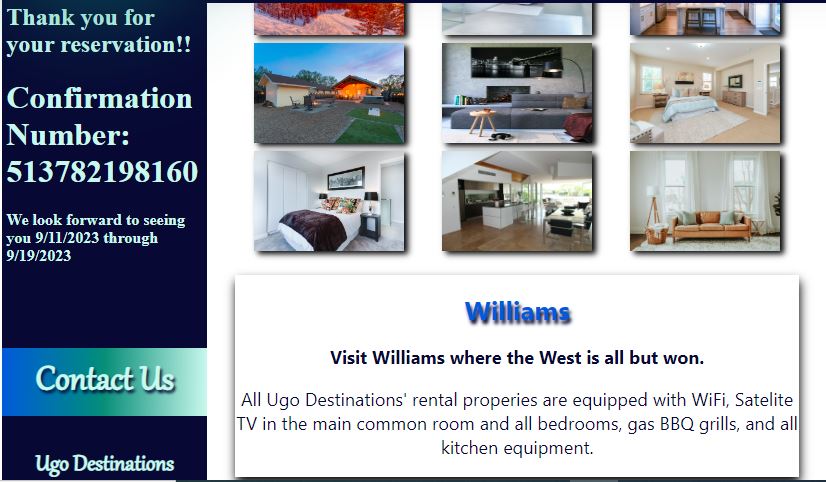 Thank you for
your reservation!!
Confirmation
Number:
513782198160
We look forward to seeing
you 9/11/2023 through
9/19/2023
Contact Us
Ugo Destinations
Williams
Visit Williams where the West is all but won.
All Ugo Destinations' rental properies are equipped with WiFi, Satelite
TV in the main common room and all bedrooms, gas BBQ grills, and all
kitchen equipment.